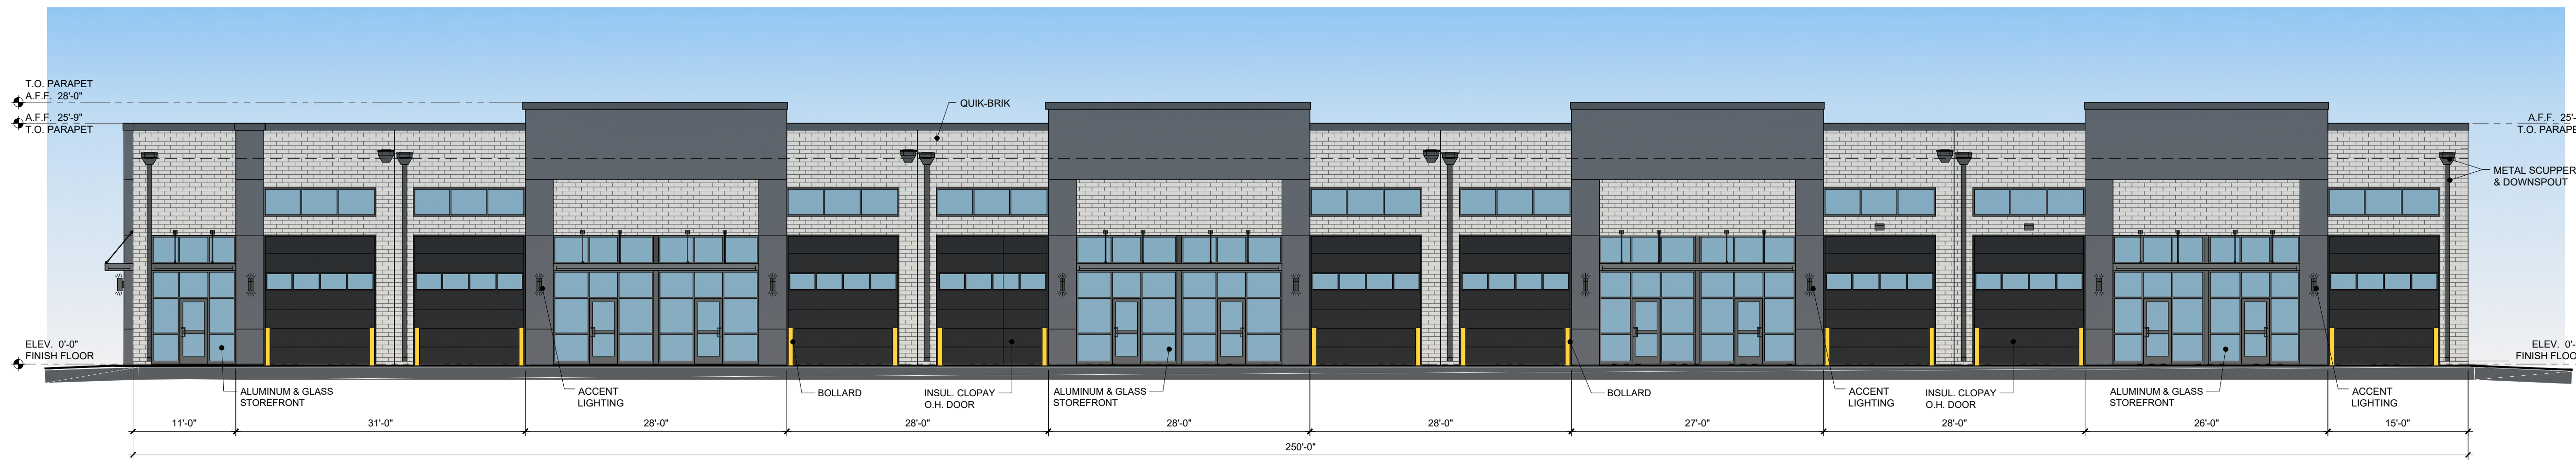 T.O. PARAPET
A.F.F. 28'-0"
A.F.F. 25'-9"
T.O. PARAPET
QUIK-BRIK
A.F.F. 25'-
T.O. PARAPE
METAL SCUPPER
& DOWNSPOUT
ELEV. 0'-0"
FINISH FLOOR
ELEV. 0'-
FINISH FLOO
ALUMINUM & GLASS
STOREFRONT
ACCENT
LIGHTING
BOLLARD
INSUL. CLOPAY
O.H. DOOR
ALUMINUM & GLASS
STOREFRONT
BOLLARD
ACCENT
LIGHTING
INSUL. CLOPAY
O.H. DOOR
ALUMINUM & GLASS
STOREFRONT
ACCENT
LIGHTING
11'-0"
31'-0"
28'-0"
28'-0"
28'-0"
28'-0"
27'-0"
28'-0"
26'-0"
15'-0"
250'-0"